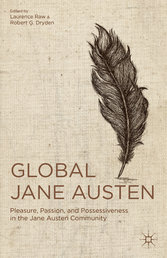 Edited by
Laurence Raw &
Robert G. Dryden
GLOBAL
JANE AUSTEN
Pleasure, Passion, and Possessiveness
in the Jane Austen Community